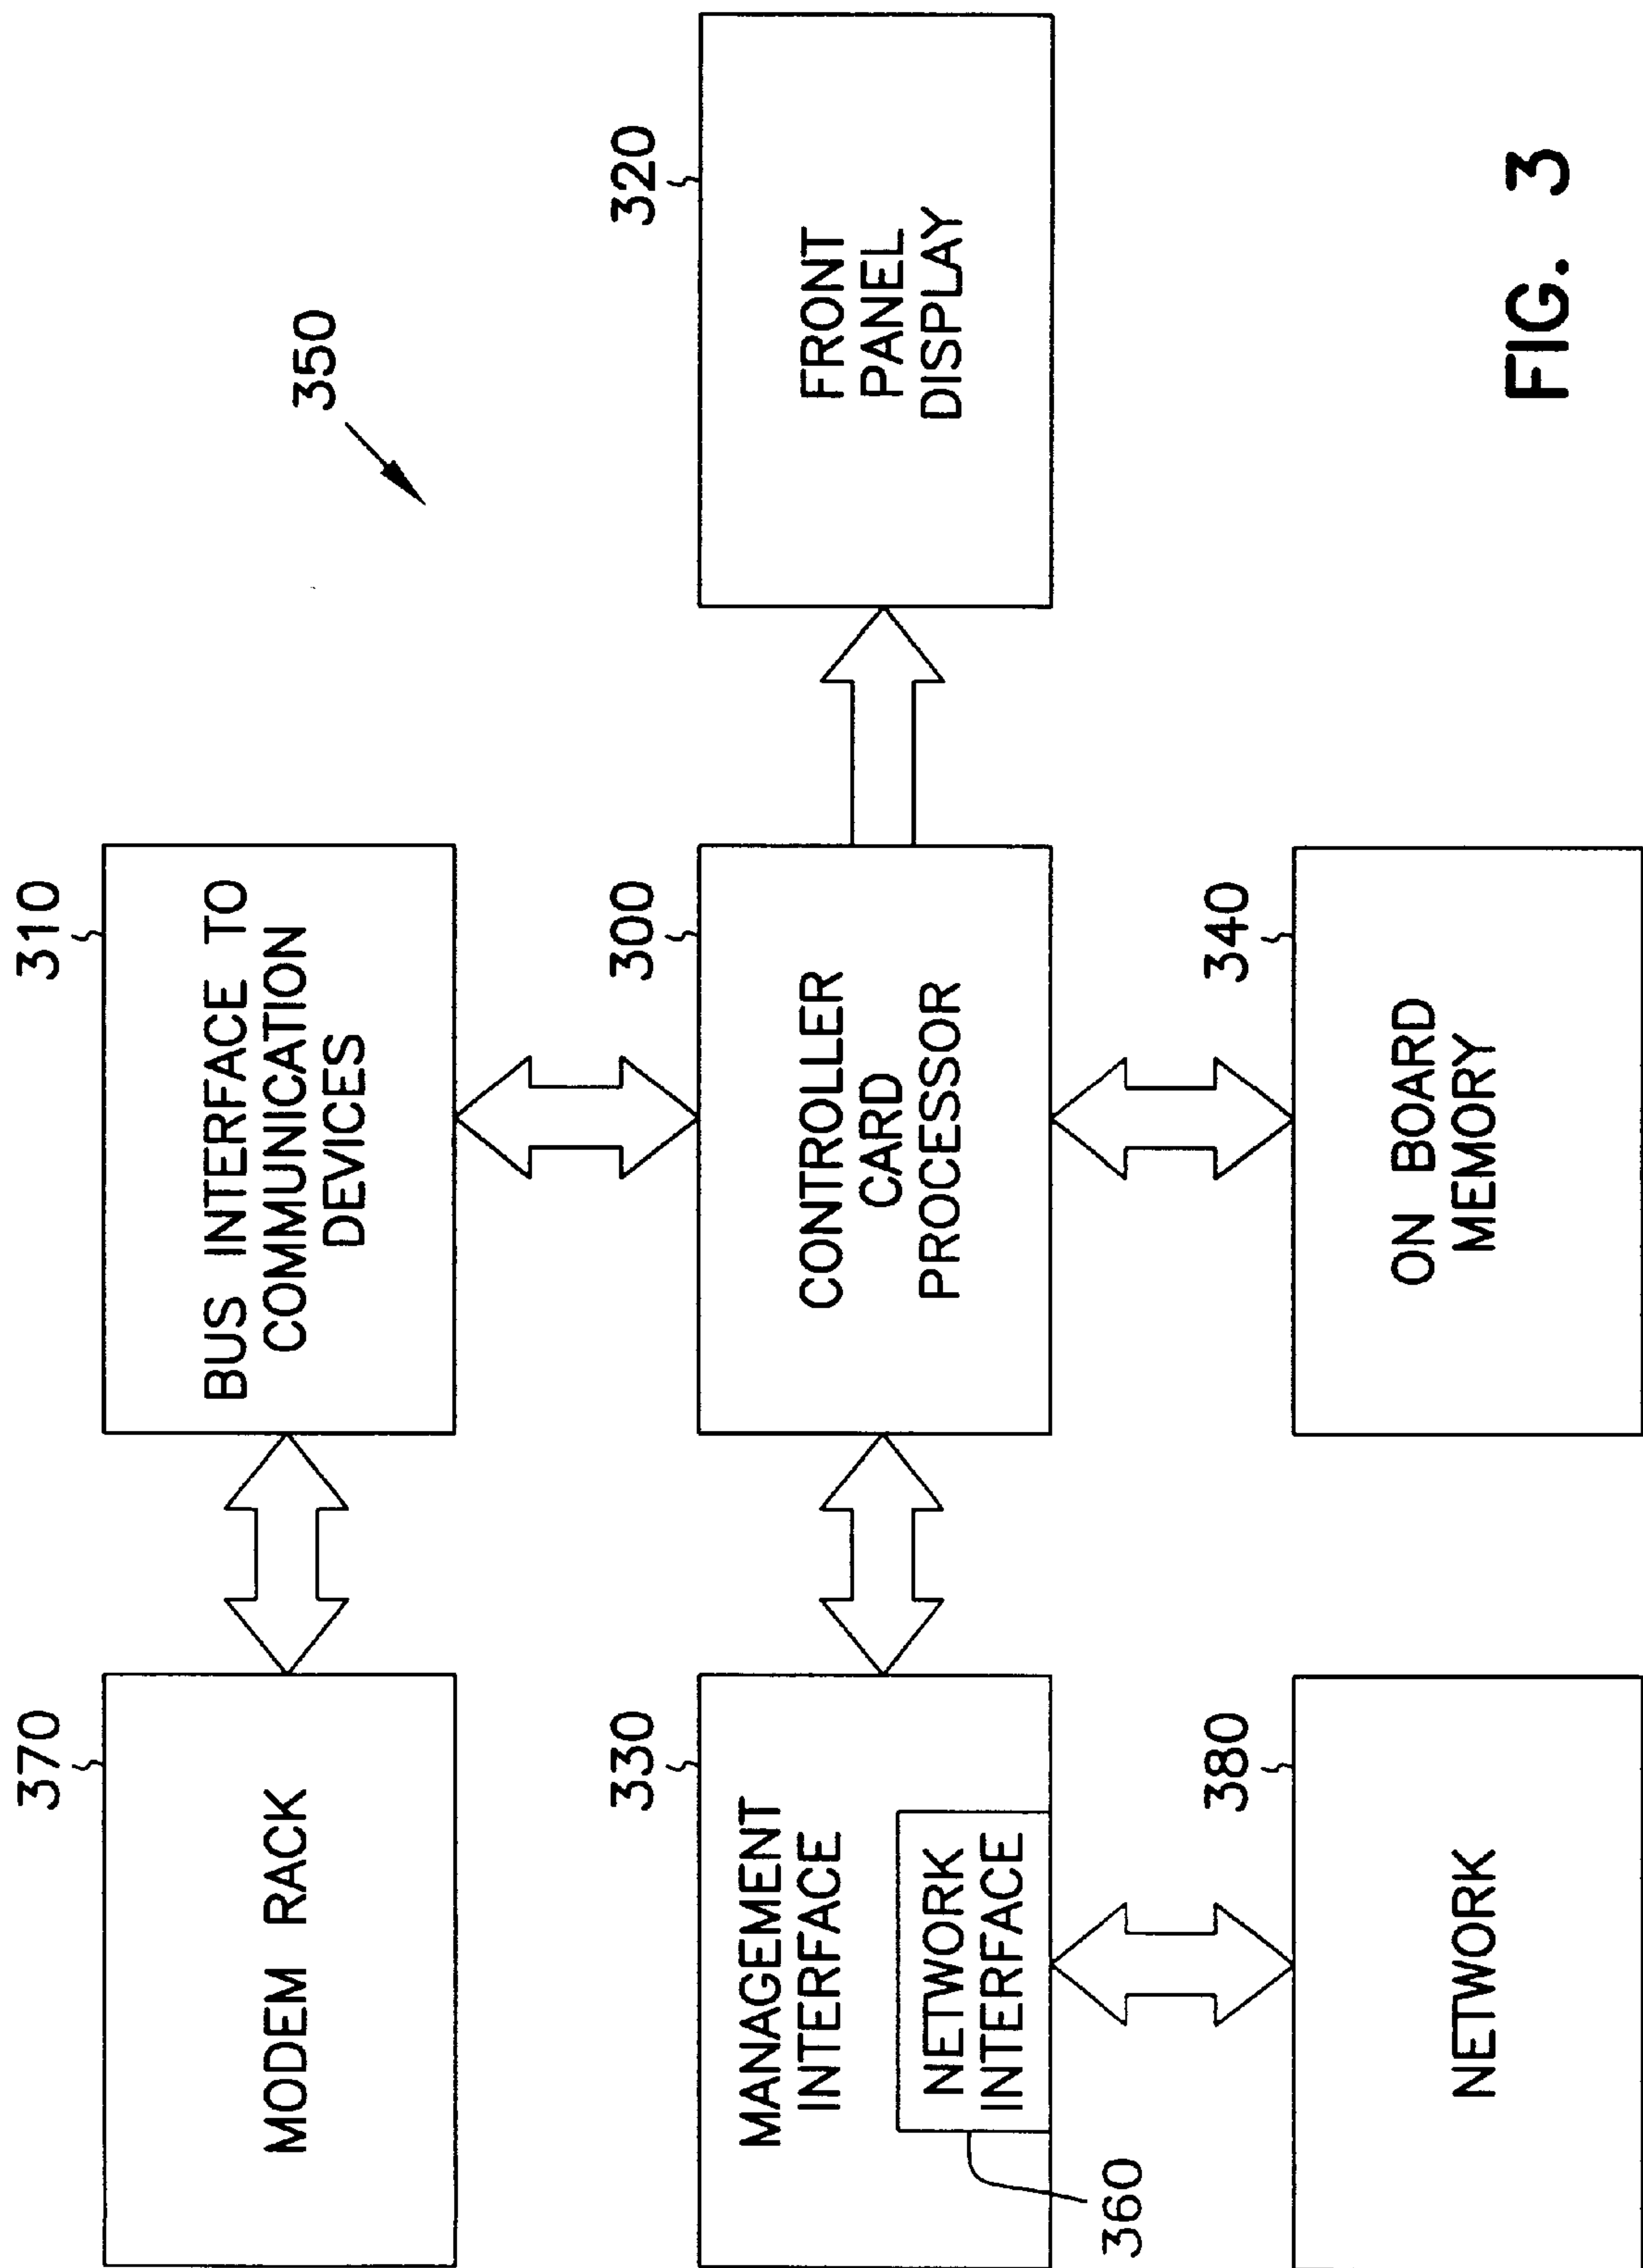 370
MODEM RACK
310
BUS INTERFACE TO
COMMUNICATION
DEVICES
350
330
MANAGEMENT
INTERFACE
NETWORK
INTERFACE
360
300
CONTROLLER
CARD
PROCESSOR
320
FRONT
PANEL
DISPLAY
380
NETWORK
340
ON BOARD
MEMORY
FIG. 3